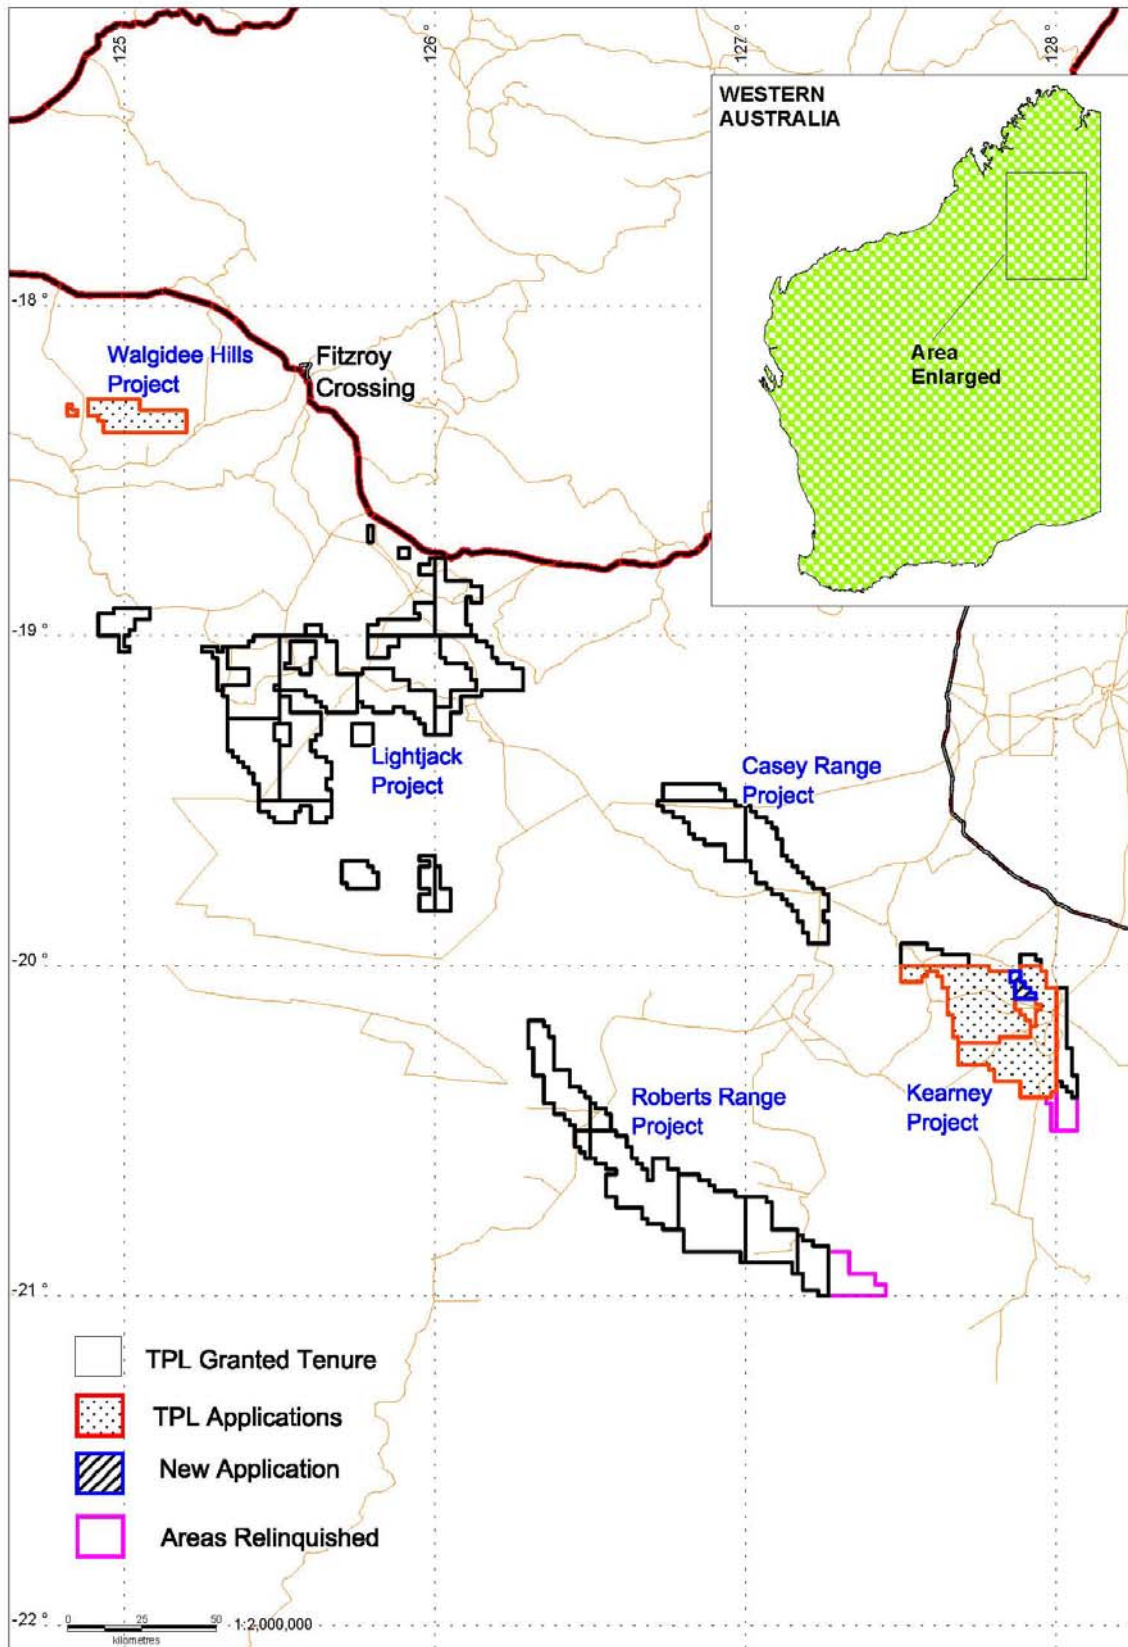 125
126
127°
128°
WESTERN
AUSTRALIA
Area
Enlarged
-18 °
Walgidee Hills
Project
Fitzroy
Crossing
-19 °
Lightjack
Project
Casey Range
Project
-20 °
Roberts Range
Project
Kearney
Project
-21 °
TPL Granted Tenure
TPL Applications
New Application
Areas Relinquished
-22 °
0 25 50
1:2,000,000
kilometres